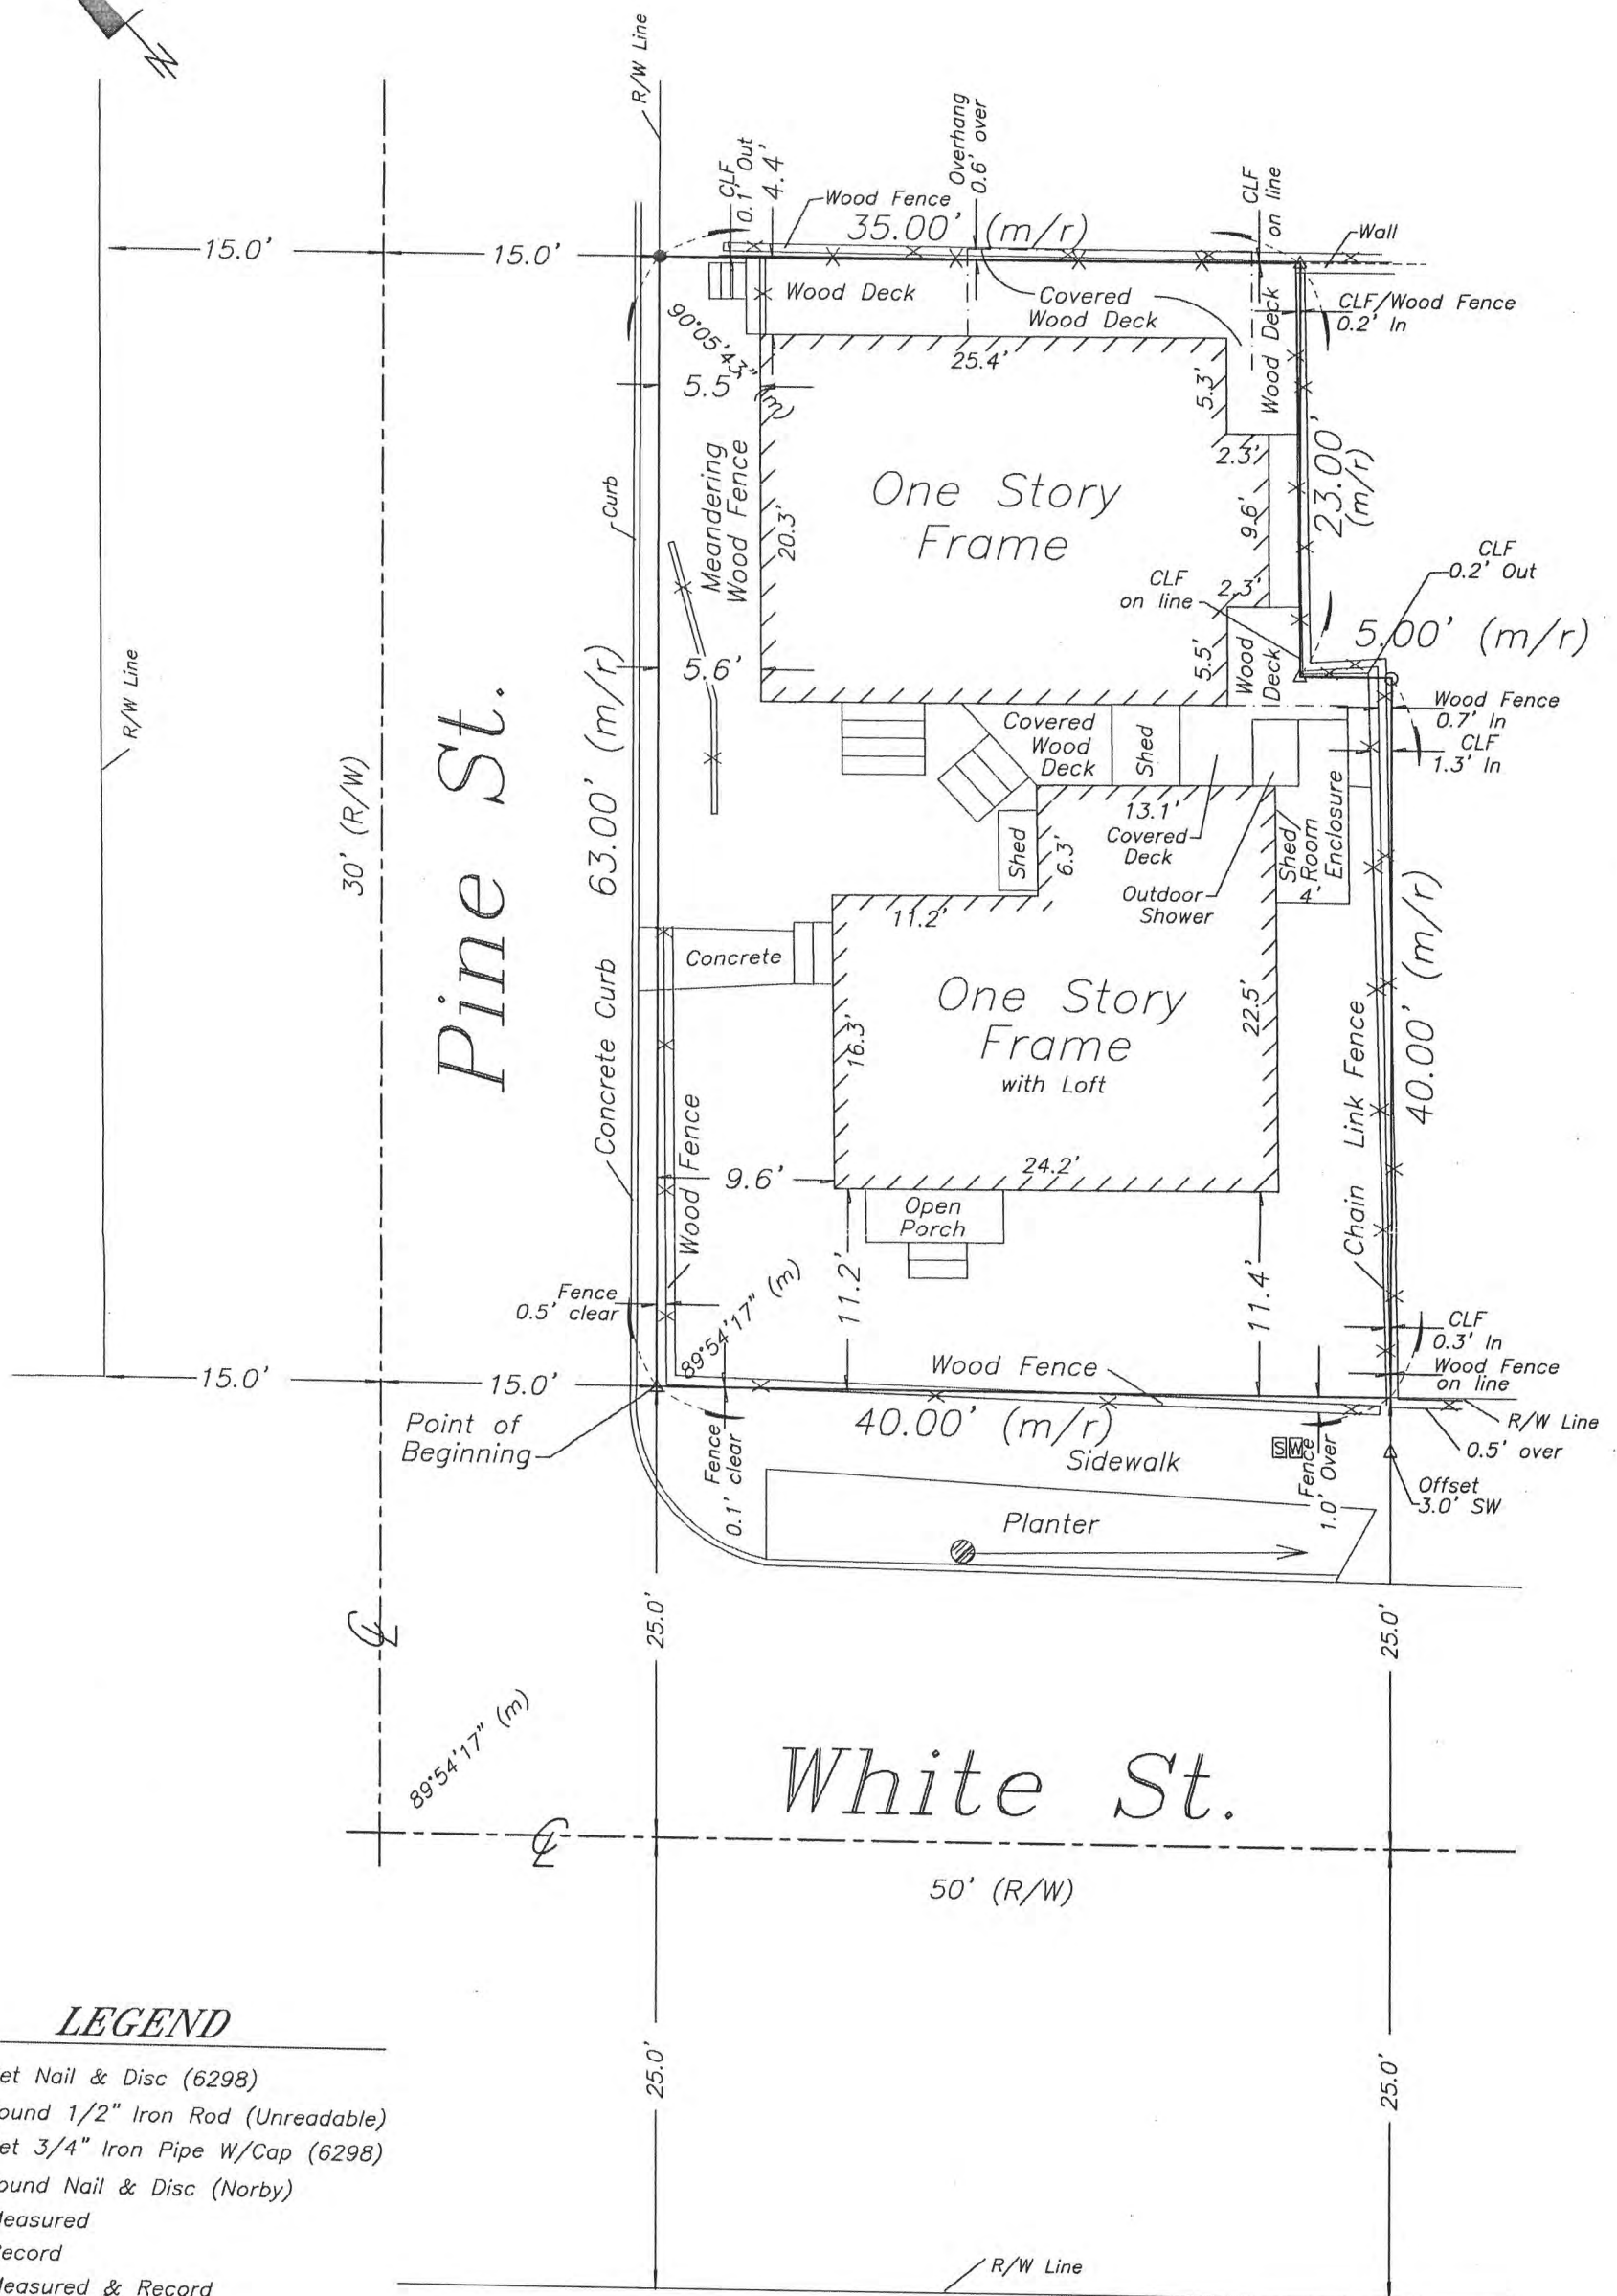 N
R/W Line
CLF
0.1' Out
4.4'
Overhang
0.6' over
CLF
on line
Wood Fence
35.00' (m/r)
Wall
15.0'
15.0'
Wood Deck
Covered
Wood Deck
Wood Deck
CLF/Wood Fence
0.2' In
90°05'43"
(m)
25.4'
5.5'
5.3'
2.3'
23.00'
(m/r)
Curb
Meandering
Wood Fence
One Story
Frame
20.3'
9.6'
CLF
on line
2.3'
CLF
0.2' Out
5.00' (m/r)
R/W Line
5.6'
5.5'
Wood
Deck
Wood Fence
0.7' In
CLF
1.3' In
Pine St.
30' (R/W)
63.00' (m/r)
Covered
Wood
Deck
Shed
13.1'
Covered
Deck
Shed
6.3'
Shed/
Room
Enclosure
4'
Outdoor
Shower
11.2'
Concrete
40.00' (m/r)
Concrete Curb
One Story
Frame
with Loft
16.3'
22.5'
Wood Fence
Chain Link Fence
9.6'
24.2'
Open
Porch
11.2'
11.4'
Fence
0.5' clear
89°54'17" (m)
CLF
0.3' In
Wood Fence
on line
15.0'
15.0'
Wood Fence
Point of
Beginning
40.00' (m/r)
R/W Line
0.5' over
Fence
0.1' clear
Sidewalk
S W
Fence
1.0' Over
Offset
3.0' SW
Planter
25.0'
25.0'
89°54'17" (m)
White St.
50' (R/W)
25.0'
25.0'
LEGEND
et Nail & Disc (6298)
ound 1/2" Iron Rod (Unreadable)
et 3/4" Iron Pipe W/Cap (6298)
ound Nail & Disc (Norby)
Measured
Record
Measured & Record
R/W Line